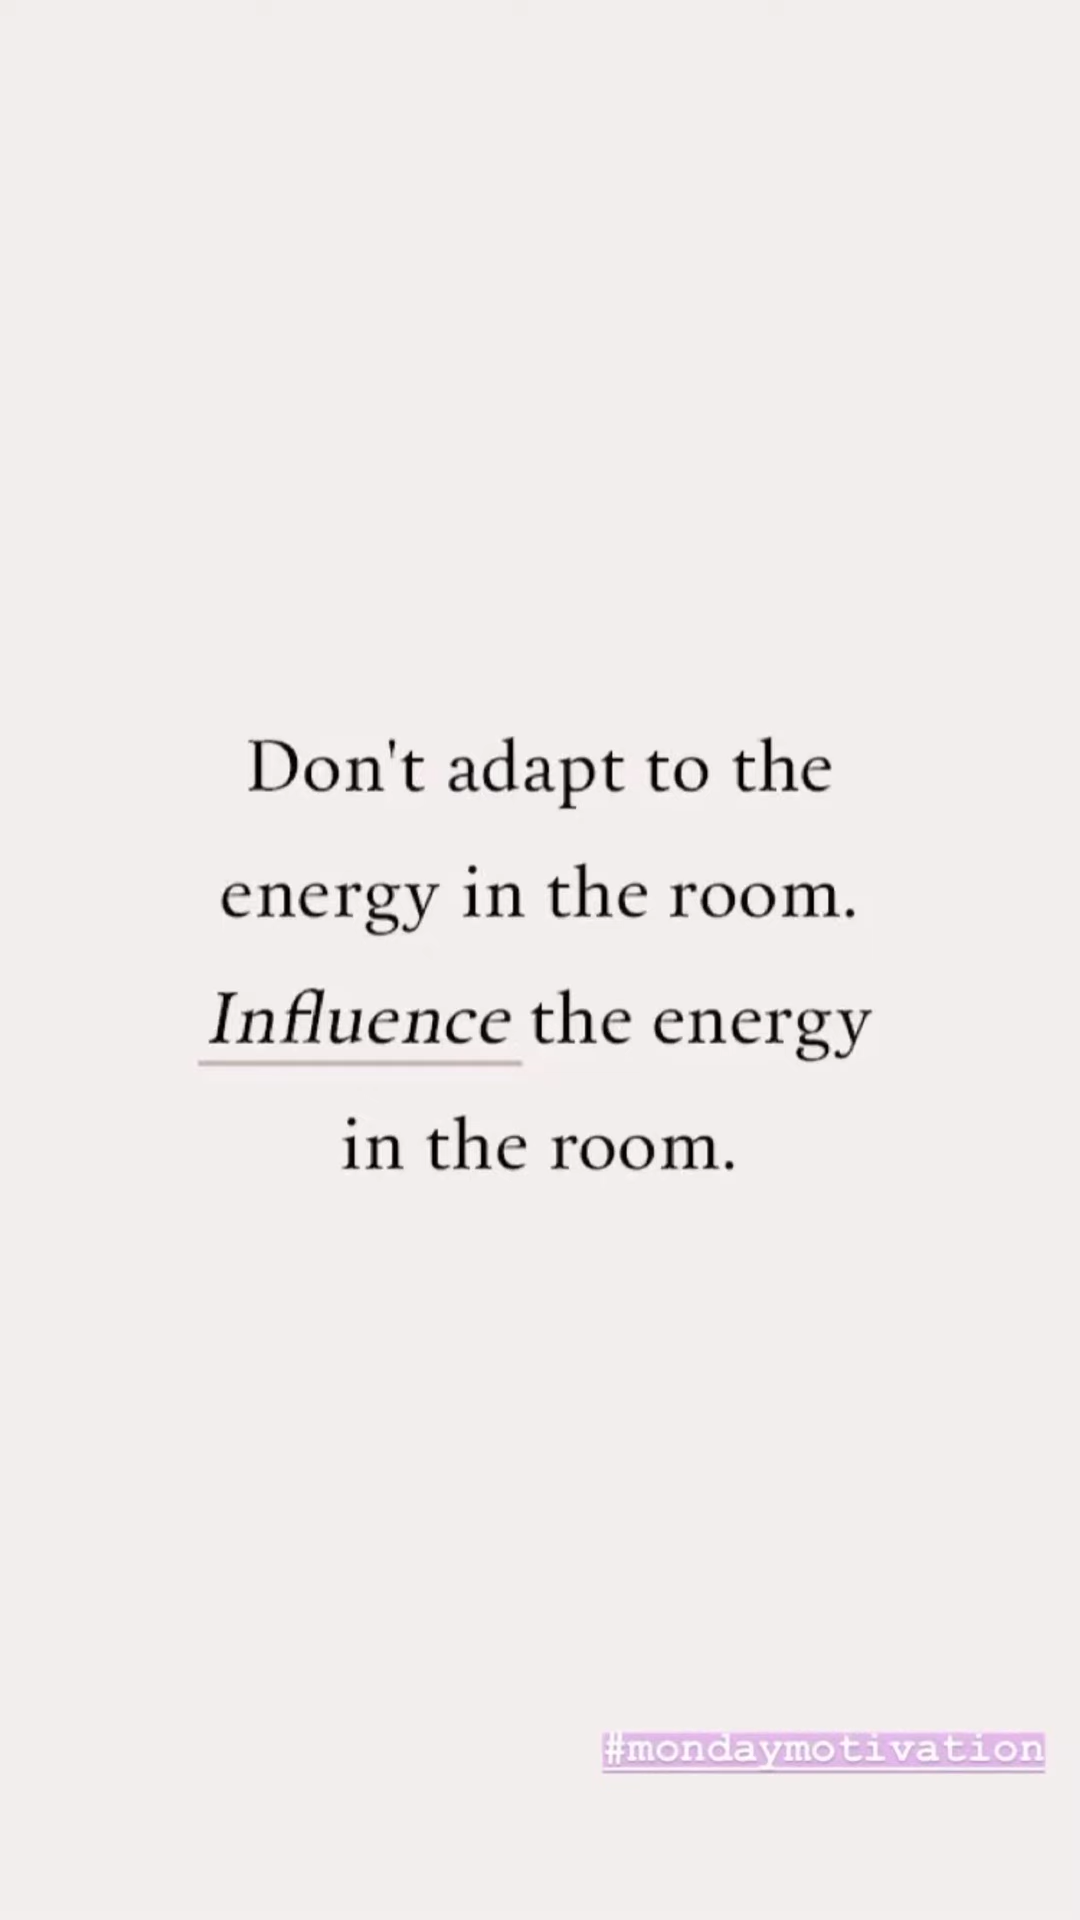 Don't adapt to the
energy in the room.
Influence the energy
in the room.
#mondaymotivation